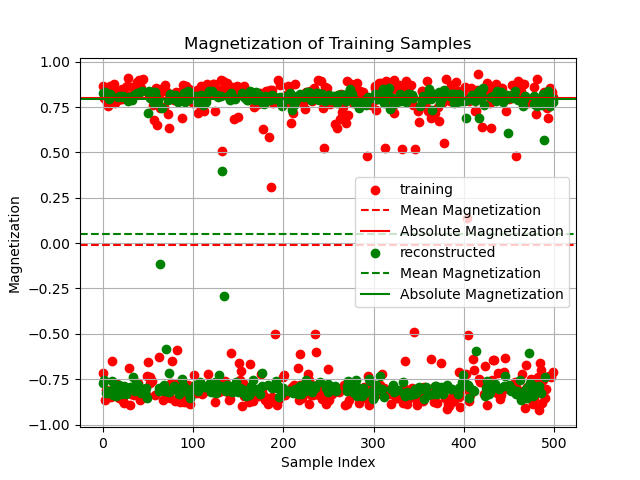 Magnetization of Training Samples
1.00
0.75
0.50
0.25
0.00
−0.25
−0.50
−0.75
−1.00
Magnetization
training
Mean Magnetization
Absolute Magnetization
reconstructed
Mean Magnetization
Absolute Magnetization
0 100 200 300 400 500
Sample Index